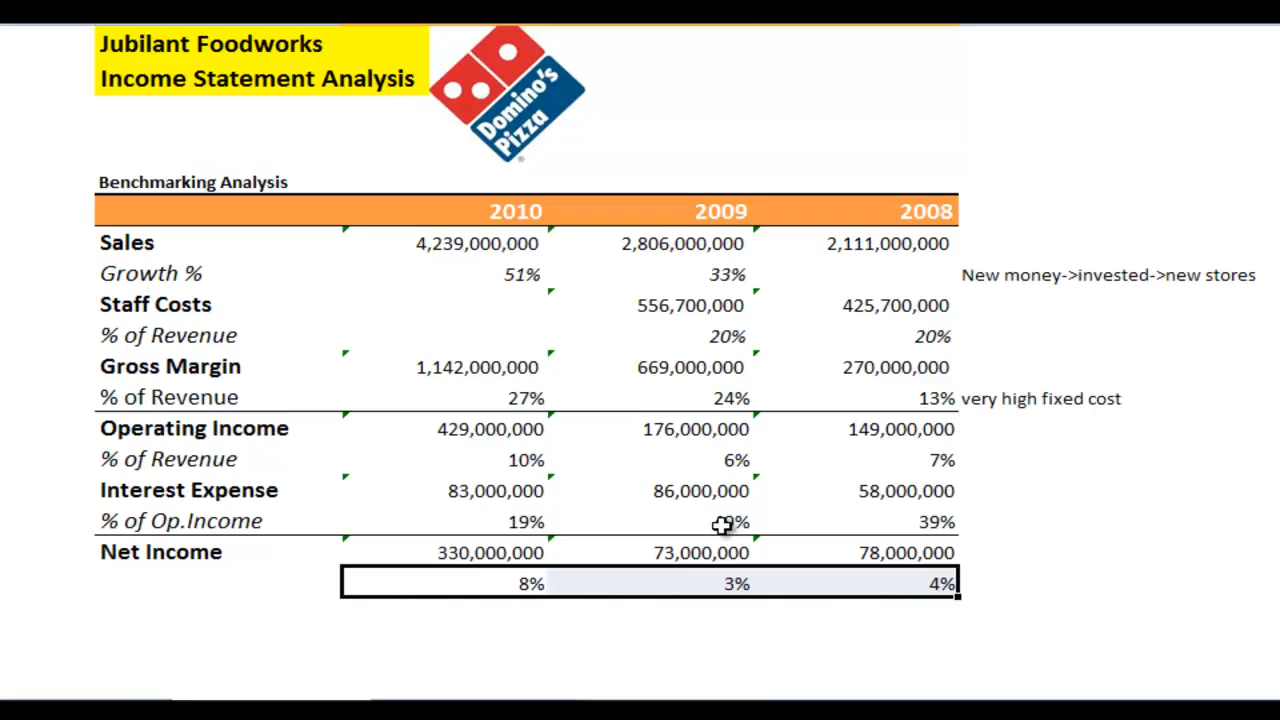 Jubilant Foodworks
Income Statement Analysis
Domino's
Pizza
®
Benchmarking Analysis
2010 2009 2008
Sales 4,239,000,000 2,806,000,000 2,111,000,000
Growth % 51% 33% New money->invested->new stores
Staff Costs 556,700,000 425,700,000
% of Revenue 20% 20%
Gross Margin 1,142,000,000 669,000,000 270,000,000
% of Revenue 27% 24% 13% very high fixed cost
Operating Income 429,000,000 176,000,000 149,000,000
% of Revenue 10% 6% 7%
Interest Expense 83,000,000 86,000,000 58,000,000
% of Op.Income 19% 39%
Net Income 330,000,000 73,000,000 78,000,000
8% 3% 4%